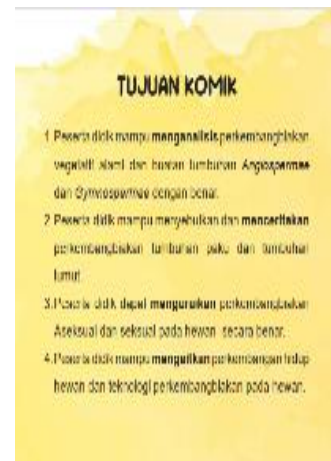 TUJUAN KOMIK
1. Peserta didik mampu menganalisis perkembangbiakan
vegetatif alami dan buatan tumbuhan Angiospermae
dan Gymnospermae dengan benar.
2. Peserta didik mampu menyebutkan dan menceritakan
perkembangbiakan tumbuhan paku dan tumbuhan
lumut.
3. Peserta didik dapat menguraikan perkembangbiakan
Aseksual dan seksual pada hewan secara benar.
4. Peserta didik mampu mengaitkan perkembangan hidup
hewan dan teknologi perkembangbiakan pada hewan.